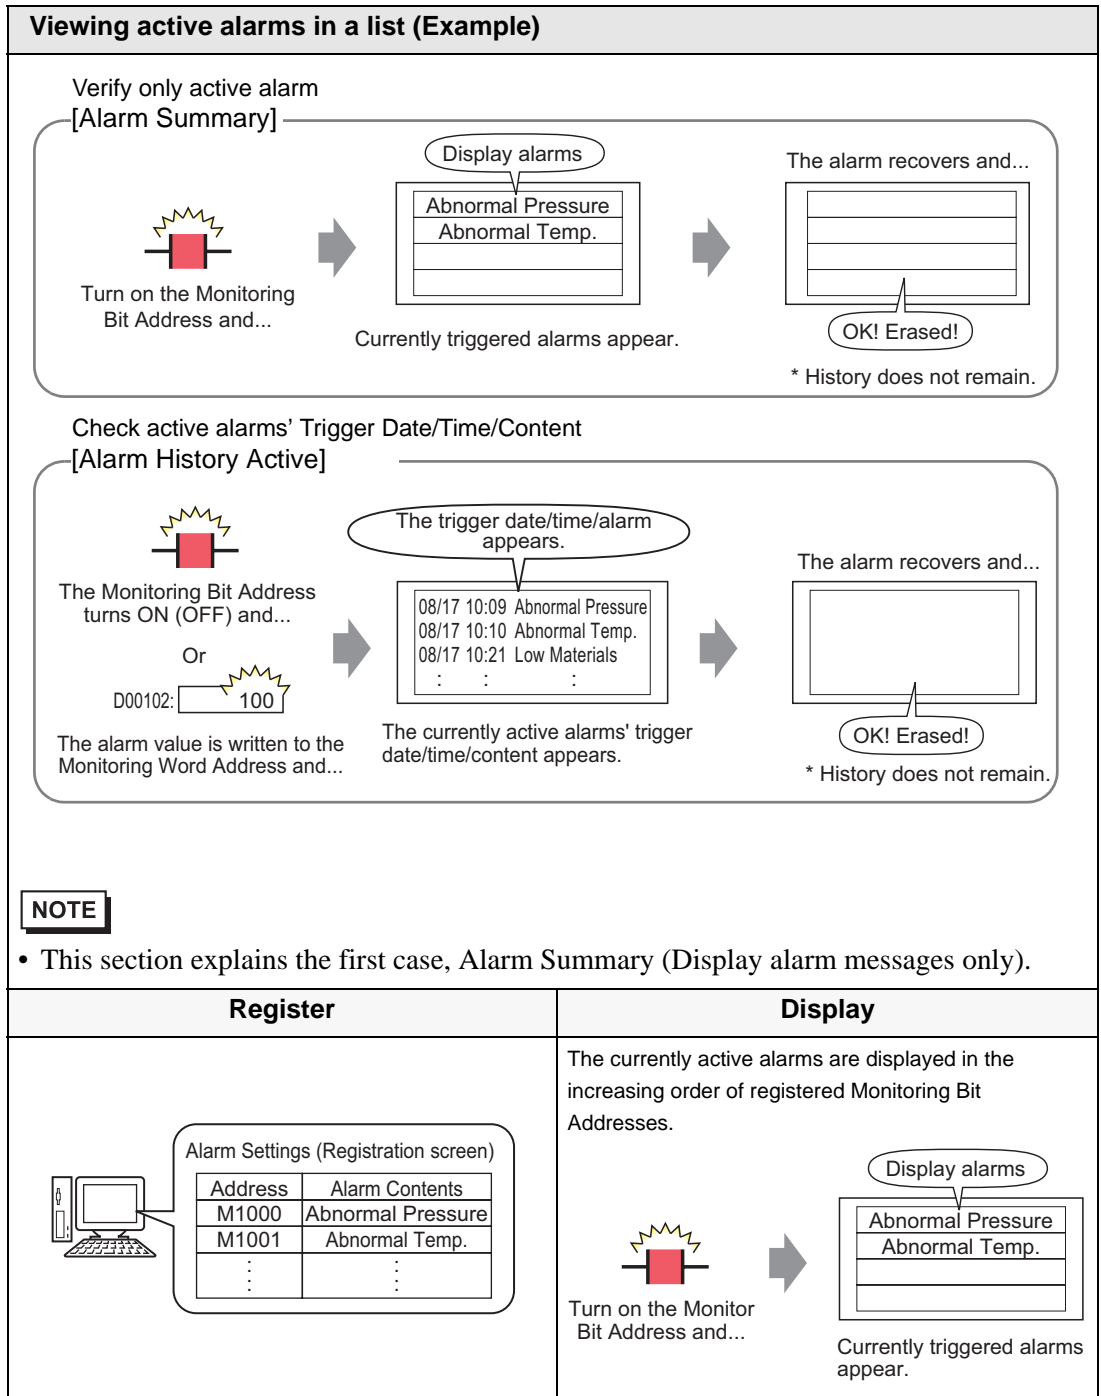 Viewing active alarms in a list (Example)
Verify only active alarm
[Alarm Summary]
Turn on the Monitoring
Bit Address and...
Display alarms
Abnormal Pressure
Abnormal Temp.
Currently triggered alarms appear.
The alarm recovers and...
OK! Erased!
* History does not remain.
Check active alarms’ Trigger Date/Time/Content
[Alarm History Active]
The Monitoring Bit Address
turns ON (OFF) and...
Or
D00102: 100
The alarm value is written to the
Monitoring Word Address and...
The trigger date/time/alarm
appears.
08/17 10:09 Abnormal Pressure
08/17 10:10 Abnormal Temp.
08/17 10:21 Low Materials
: : :
The currently active alarms' trigger
date/time/content appears.
The alarm recovers and...
OK! Erased!
* History does not remain.
NOTE
• This section explains the first case, Alarm Summary (Display alarm messages only).
Register
Alarm Settings (Registration screen)
Address Alarm Contents
M1000 Abnormal Pressure
M1001 Abnormal Temp.
: :
: :
Display
The currently active alarms are displayed in the
increasing order of registered Monitoring Bit
Addresses.
Turn on the Monitor
Bit Address and...
Display alarms
Abnormal Pressure
Abnormal Temp.
Currently triggered alarms
appear.